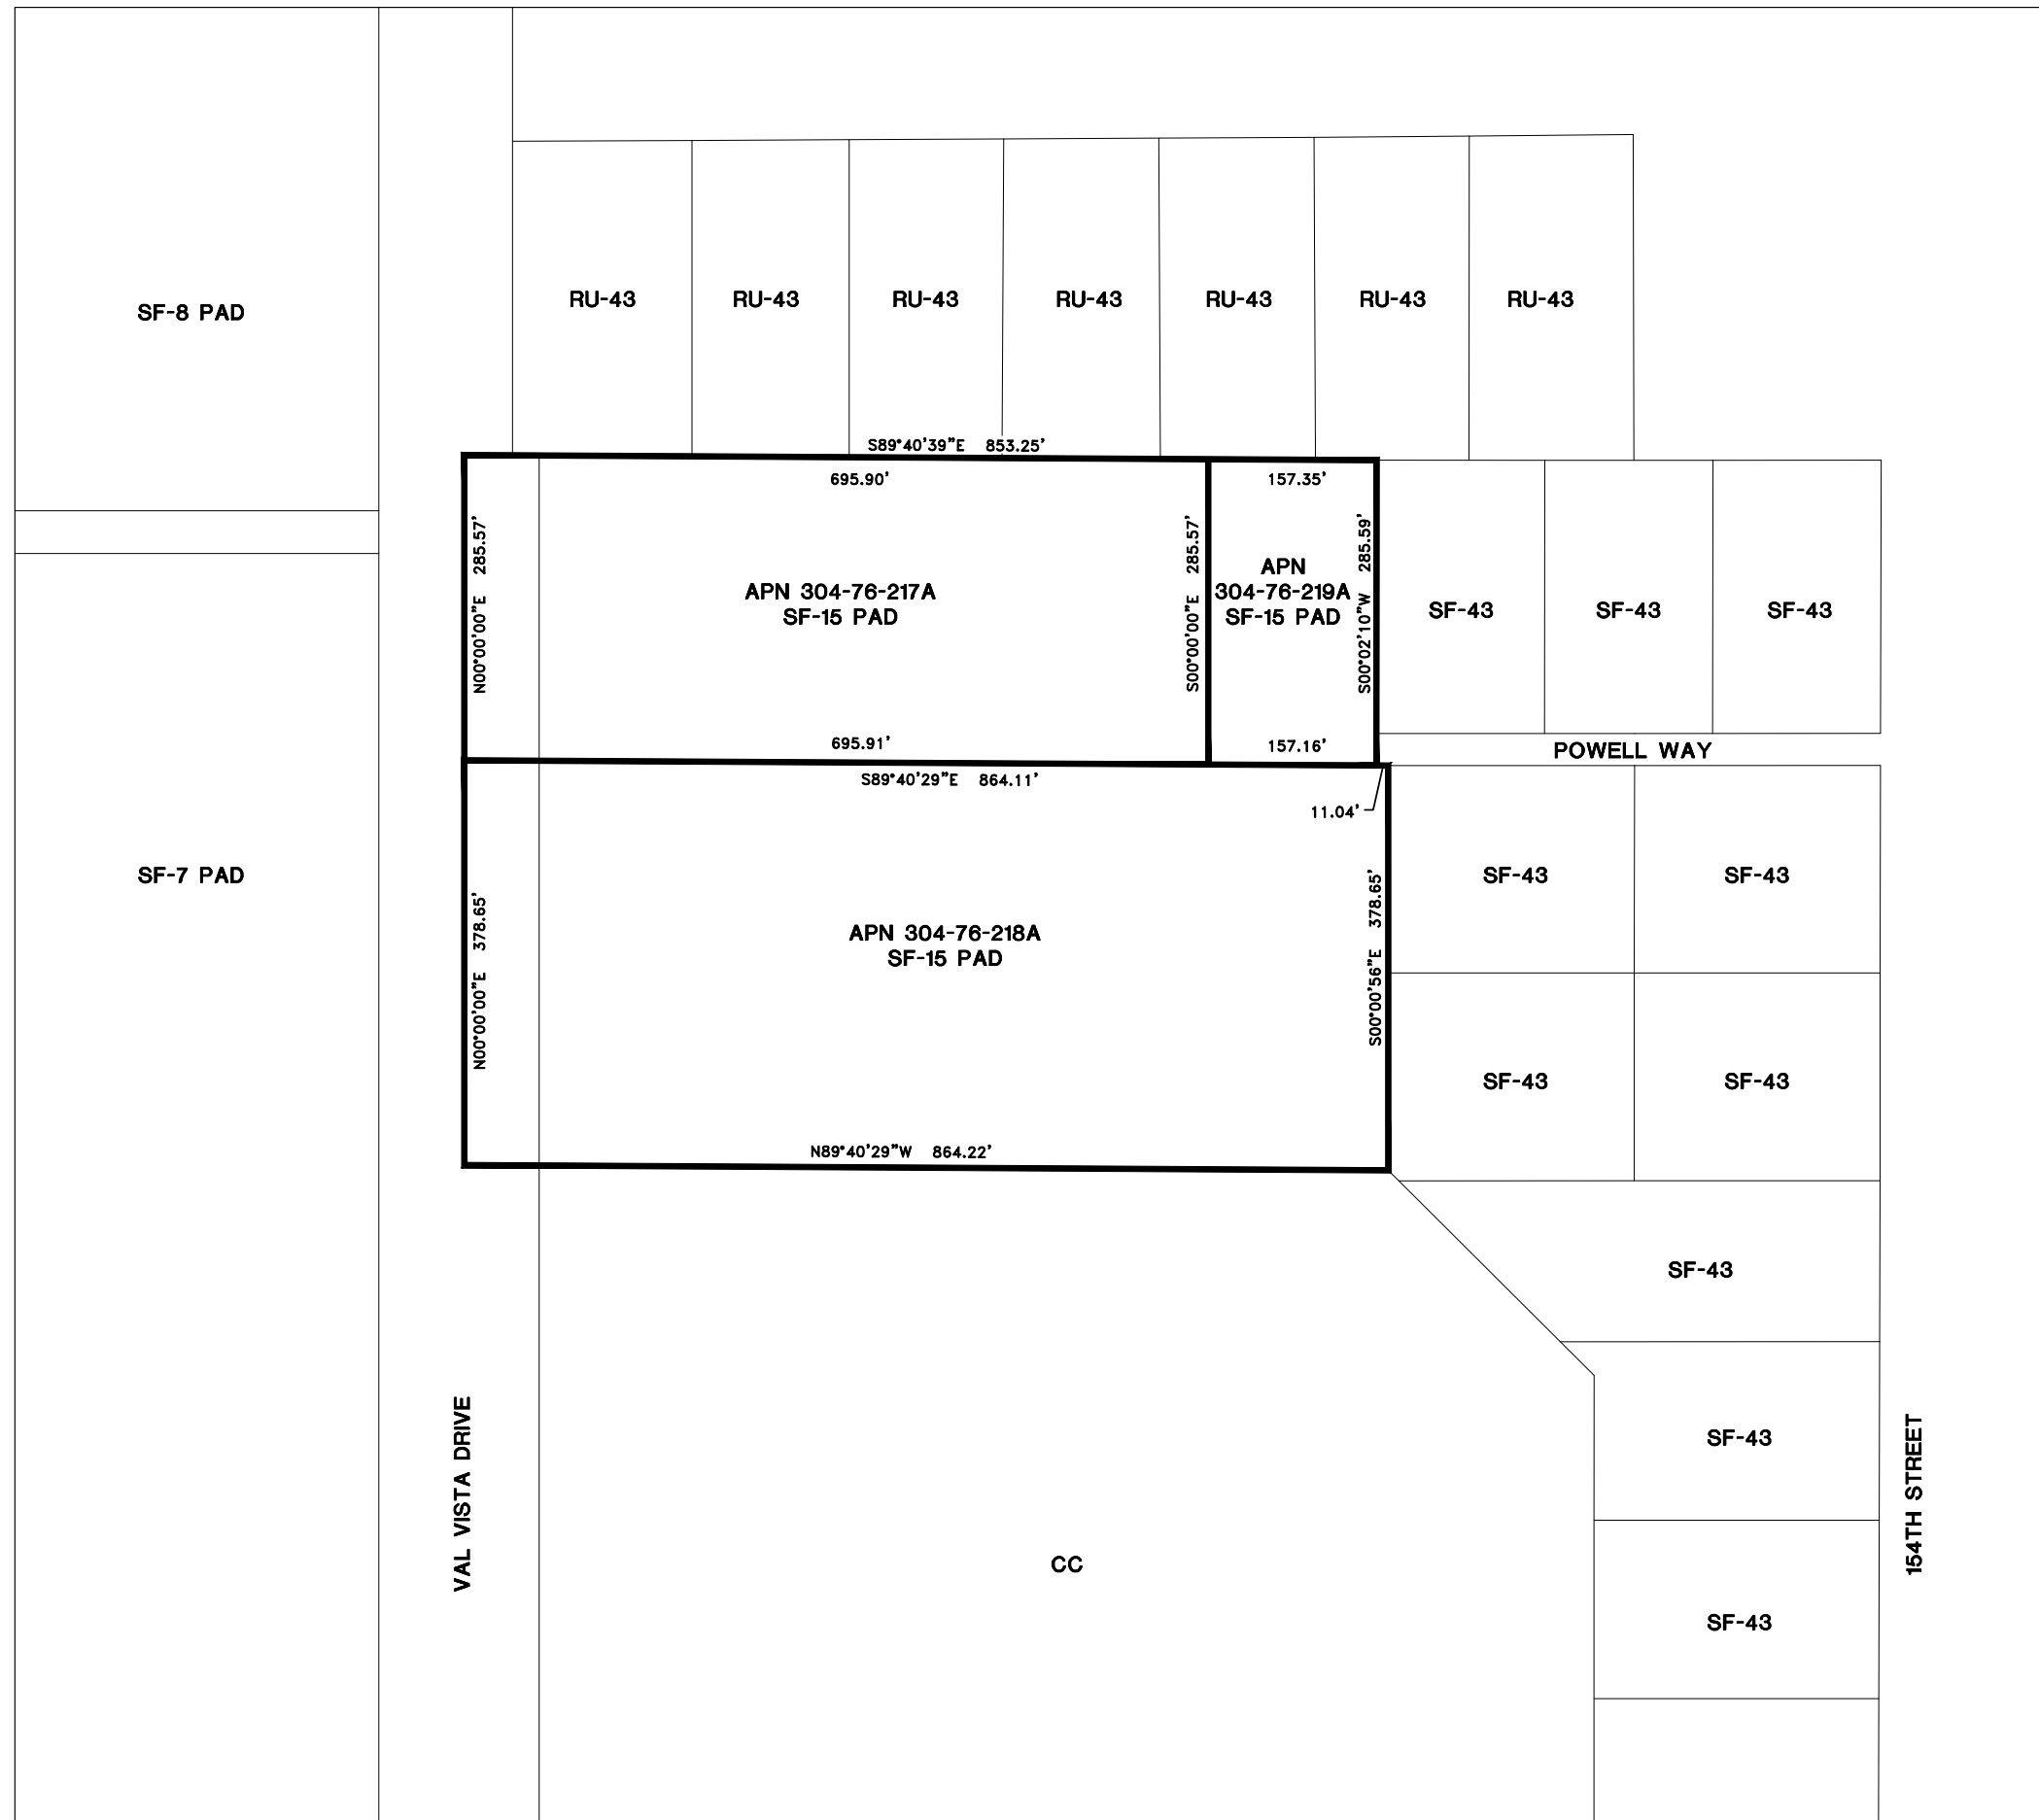 SF-8 PAD
RU-43
RU-43
RU-43
RU-43
RU-43
RU-43
RU-43
S89°40'39"E 853.25'
695.90'
157.35'
N00°00'00"E 285.57'
S00°00'00"E 285.57'
S00°02'10"W 285.59'
APN 304-76-217A
SF-15 PAD
APN
304-76-219A
SF-15 PAD
SF-43
SF-43
SF-43
695.91'
157.16'
POWELL WAY
S89°40'29"E 864.11'
11.04'
SF-7 PAD
N00°00'00"E 378.65'
APN 304-76-218A
SF-15 PAD
S00°00'56"E 378.65'
SF-43
SF-43
SF-43
SF-43
N89°40'29"W 864.22'
SF-43
VAL VISTA DRIVE
SF-43
154TH STREET
CC
SF-43